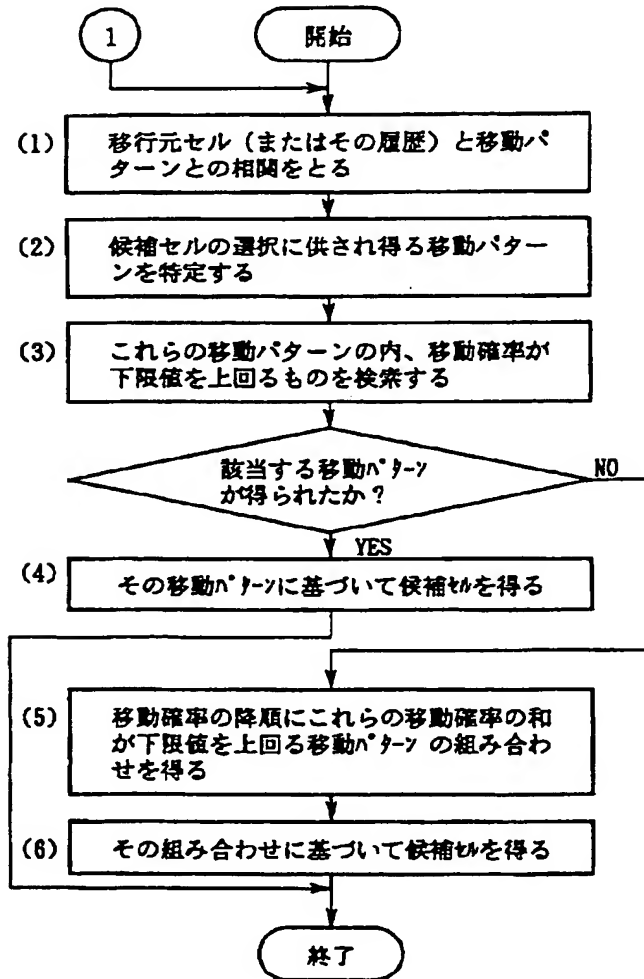 1
開始
(1)
移行元セル（またはその履歴）と移動パ
ターンとの相関をとる
(2)
候補セルの選択に供され得る移動パター
ンを特定する
(3)
これらの移動パターンの内、移動確率が
下限値を上回るものを検索する
該当する移動ﾊﾟﾀｰﾝ
が得られたか？
NO
YES
(4)
その移動ﾊﾟﾀｰﾝに基づいて候補ｾﾙを得る
(5)
移動確率の降順にこれらの移動確率の和
が下限値を上回る移動ﾊﾟﾀｰﾝ の組み合わ
せを得る
(6)
その組み合わせに基づいて候補ｾﾙを得る
終了